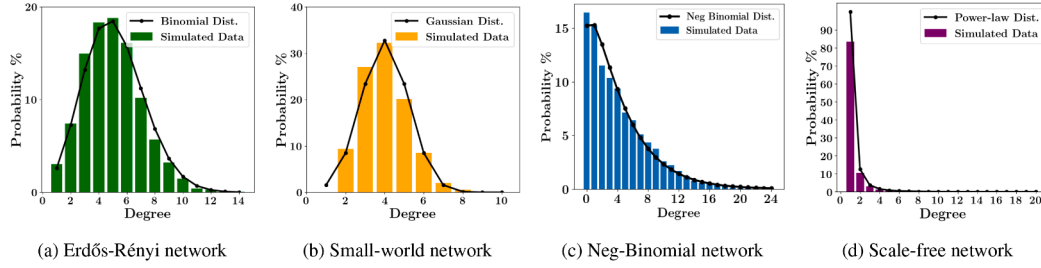 Binomial Dist.
Simulated Data
Probability %
20
10
0
0 2 4 6 8 10 12 14
Degree
(a) Erdős-Rényi network
Gaussian Dist.
Simulated Data
Probability %
40
30
20
10
0
2 4 6 8 10
Degree
(b) Small-world network
Neg Binomial Dist.
Simulated Data
Probability %
15
10
5
0
0 4 8 12 16 20 24
Degree
(c) Neg-Binomial network
Power-law Dist.
Simulated Data
Probability %
90
80
70
60
50
40
30
20
10
0
0 2 4 6 8 10 12 14 16 18 20
Degree
(d) Scale-free network